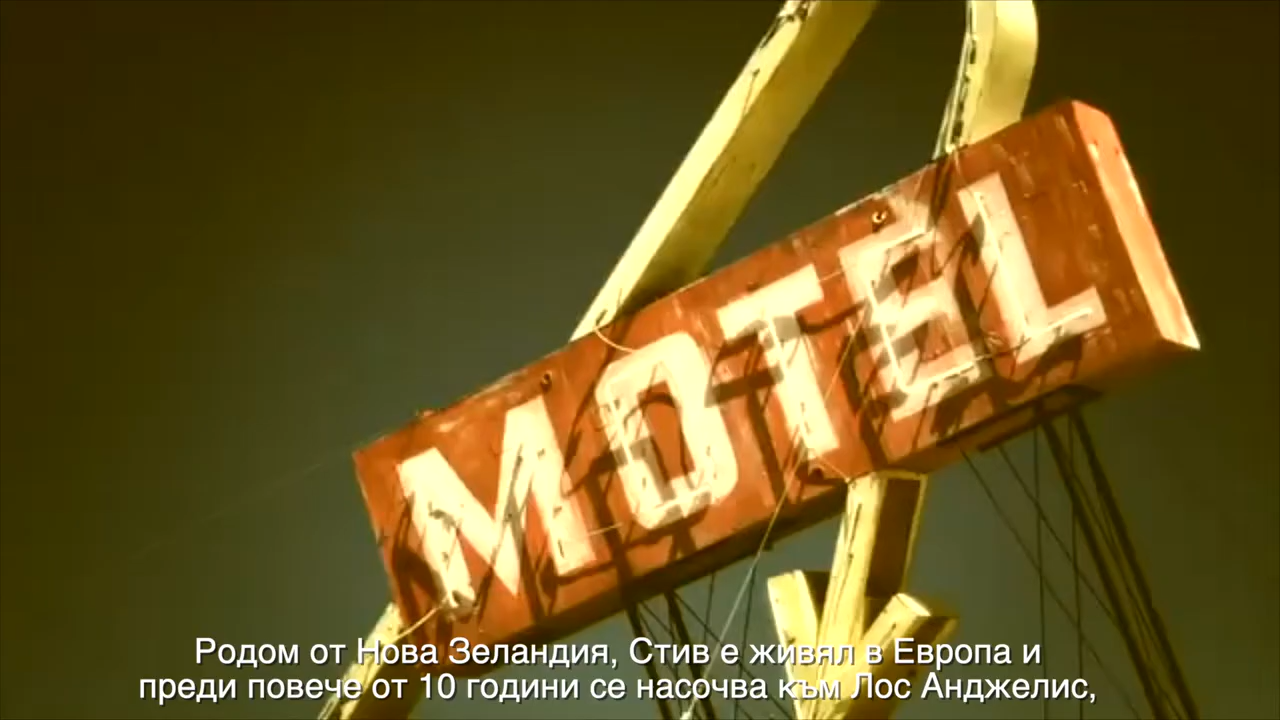 MOTEL
Родом от Нова Зеландия, Стив е живял в Европа и
преди повече от 10 години се насочва към Лос Анджелис,